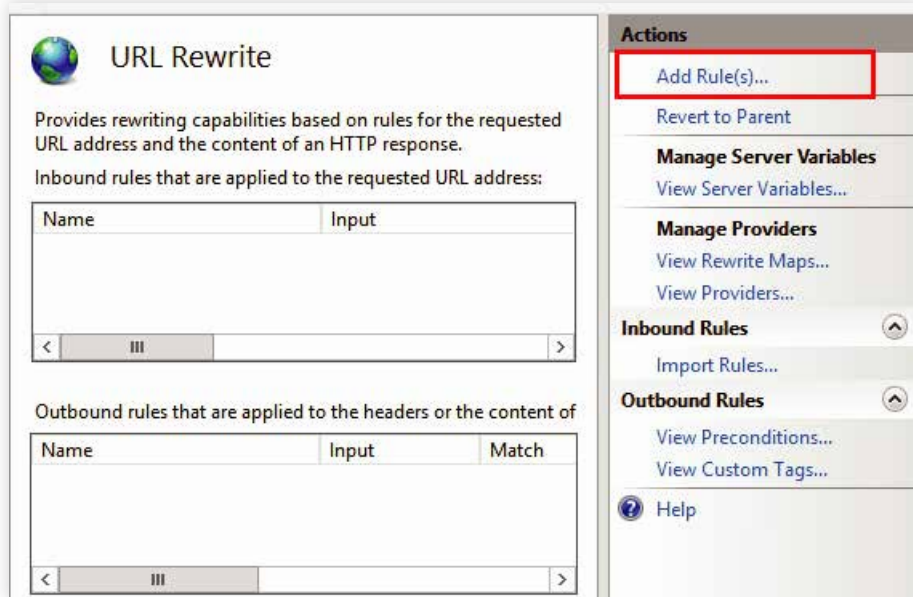 URL Rewrite
Provides rewriting capabilities based on rules for the requested
URL address and the content of an HTTP response.
Inbound rules that are applied to the requested URL address:
Name Input
Outbound rules that are applied to the headers or the content of
Name Input Match
Actions
Add Rule(s)...
Revert to Parent
Manage Server Variables
View Server Variables...
Manage Providers
View Rewrite Maps...
View Providers...
Inbound Rules
Import Rules...
Outbound Rules
View Preconditions...
View Custom Tags...
Help